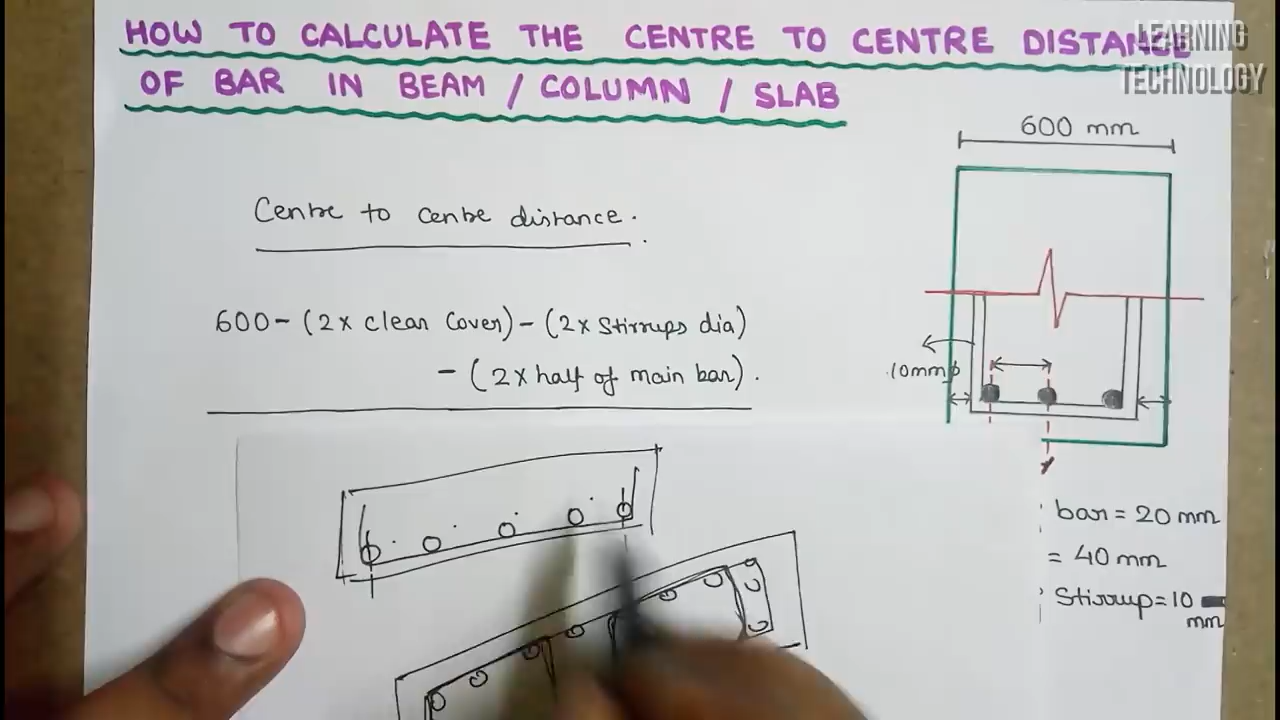 HOW TO CALCULATE THE CENTRE TO CENTRE DISTANCE
OF BAR IN BEAM / COLUMN / SLAB
LEARNING
TECHNOLOGY
600 mm
Centre to centre distance.
600 - (2 x clear cover) - (2 x stirrups dia)
- (2 x half of main bar).
10mm ϕ
bar = 20 mm
= 40 mm
Stirrup = 10
mm